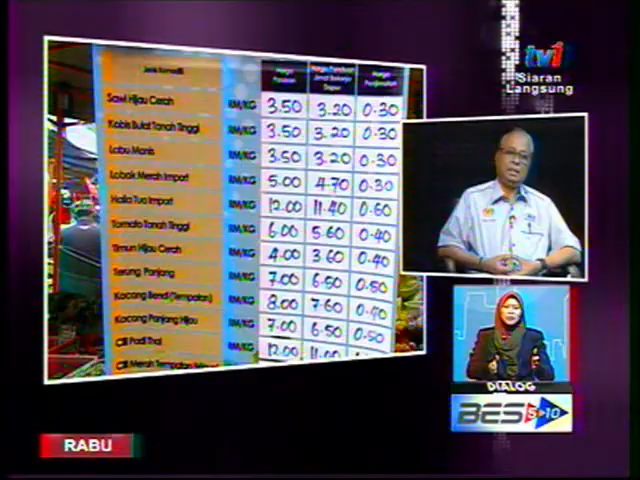 tv1
Siaran
Langsung
Jenis Komoditi
Harga Panduan
Sawi Hijau Cerah RM/KG 3.50 3.20 0.30
Kobis Bulat Tanah Tinggi RM/KG 3.50 3.20 0.30
Labu Manis RM/KG 3.50 3.20 0.30
Lobak Merah Import RM/KG 5.00 4.70 0.30
Halia Tua Import RM/KG 12.00 11.40 0.60
Tomato Tanah Tinggi RM/KG 6.00 5.60 0.40
Timun Hijau Cerah RM/KG 4.00 3.60 0.40
Terung Panjang RM/KG 7.00 6.50 0.50
Kacang Bendi (Tempatan) RM/KG 8.00 7.60 0.40
Kacang Panjang Hijau RM/KG 7.00 6.50 0.50
Cili Padi Thai RM/KG 12.00
Cili Merah Tempatan
DIALOG
BES 5 10
RABU